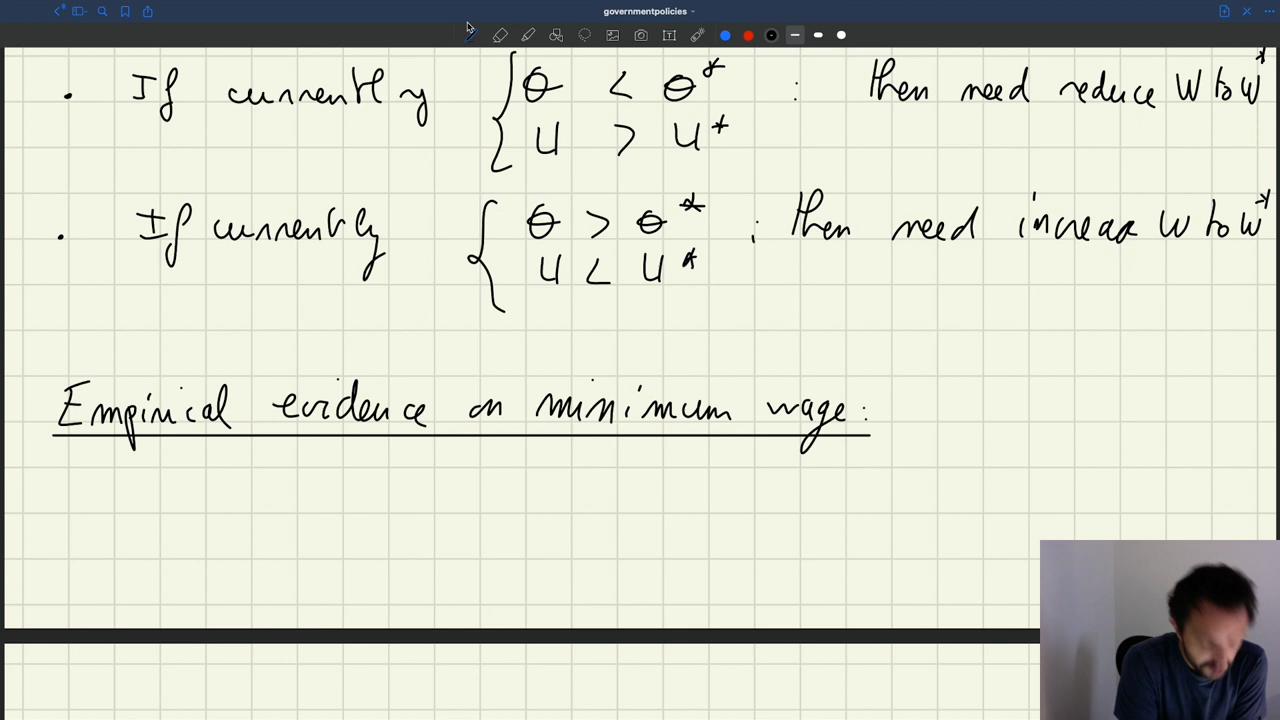 governmentpolicies
. If currently { θ < θ* : then need reduce W to W*
u > u*
. If currently { θ > θ* ; then need increase W to W*
u < u*
Empirical evidence on minimum wage: